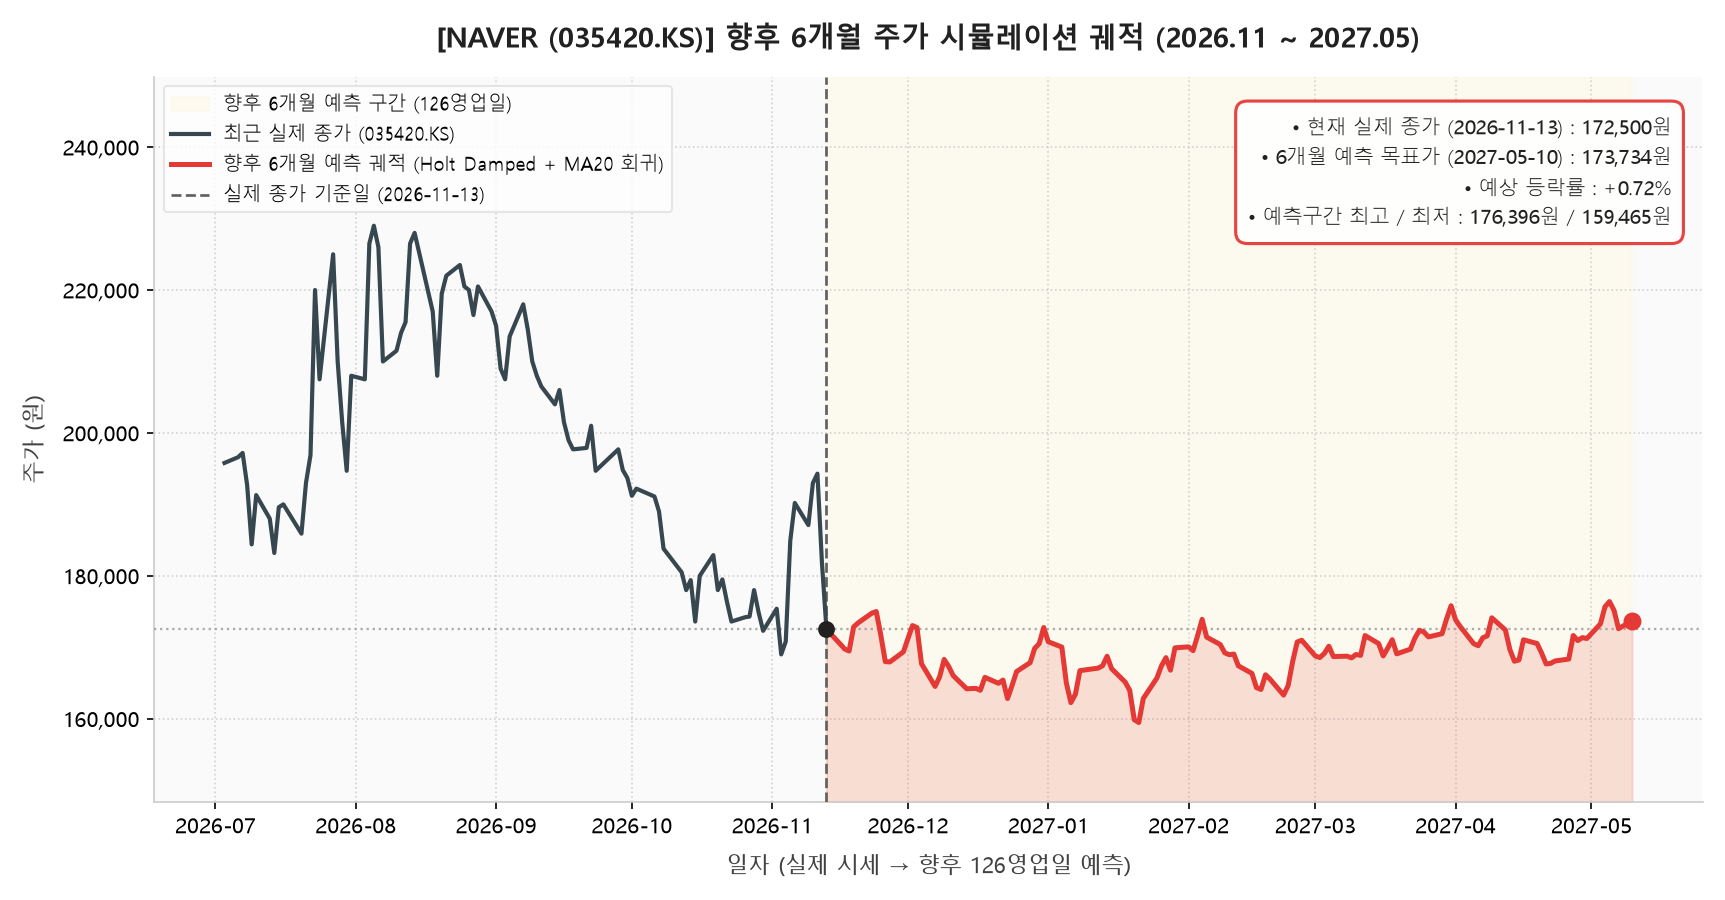 [NAVER (035420.KS)] 향후 6개월 주가 시뮬레이션 궤적 (2026.11 ~ 2027.05)
향후 6개월 예측 구간 (126영업일)
최근 실제 종가 (035420.KS)
향후 6개월 예측 궤적 (Holt Damped + MA20 회귀)
실제 종가 기준일 (2026-11-13)
• 현재 실제 종가 (2026-11-13) : 172,500원
• 6개월 예측 목표가 (2027-05-10) : 173,734원
• 예상 등락률 : +0.72%
• 예측구간 최고 / 최저 : 176,396원 / 159,465원
주가 (원)
240,000
220,000
200,000
180,000
160,000
2026-07 2026-08 2026-09 2026-10 2026-11 2026-12 2027-01 2027-02 2027-03 2027-04 2027-05
일자 (실제 시세 → 향후 126영업일 예측)